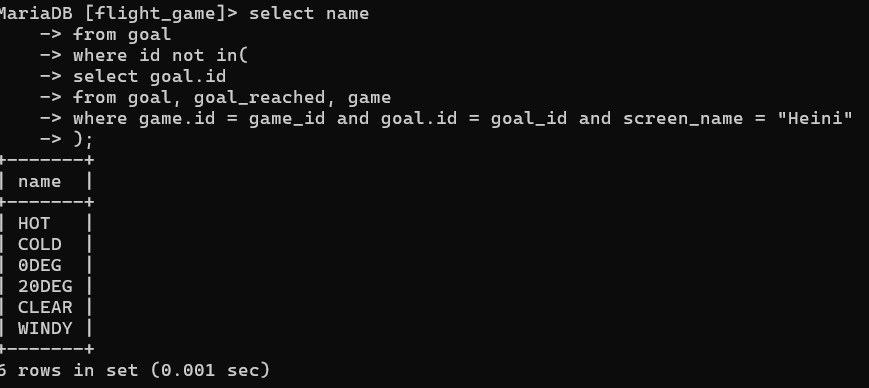 MariaDB [flight_game]> select name
    -> from goal
    -> where id not in(
    -> select goal.id
    -> from goal, goal_reached, game
    -> where game.id = game_id and goal.id = goal_id and screen_name = "Heini"
    -> );
+-------+
| name  |
+-------+
| HOT   |
| COLD  |
| 0DEG  |
| 20DEG |
| CLEAR |
| WINDY |
+-------+
6 rows in set (0.001 sec)